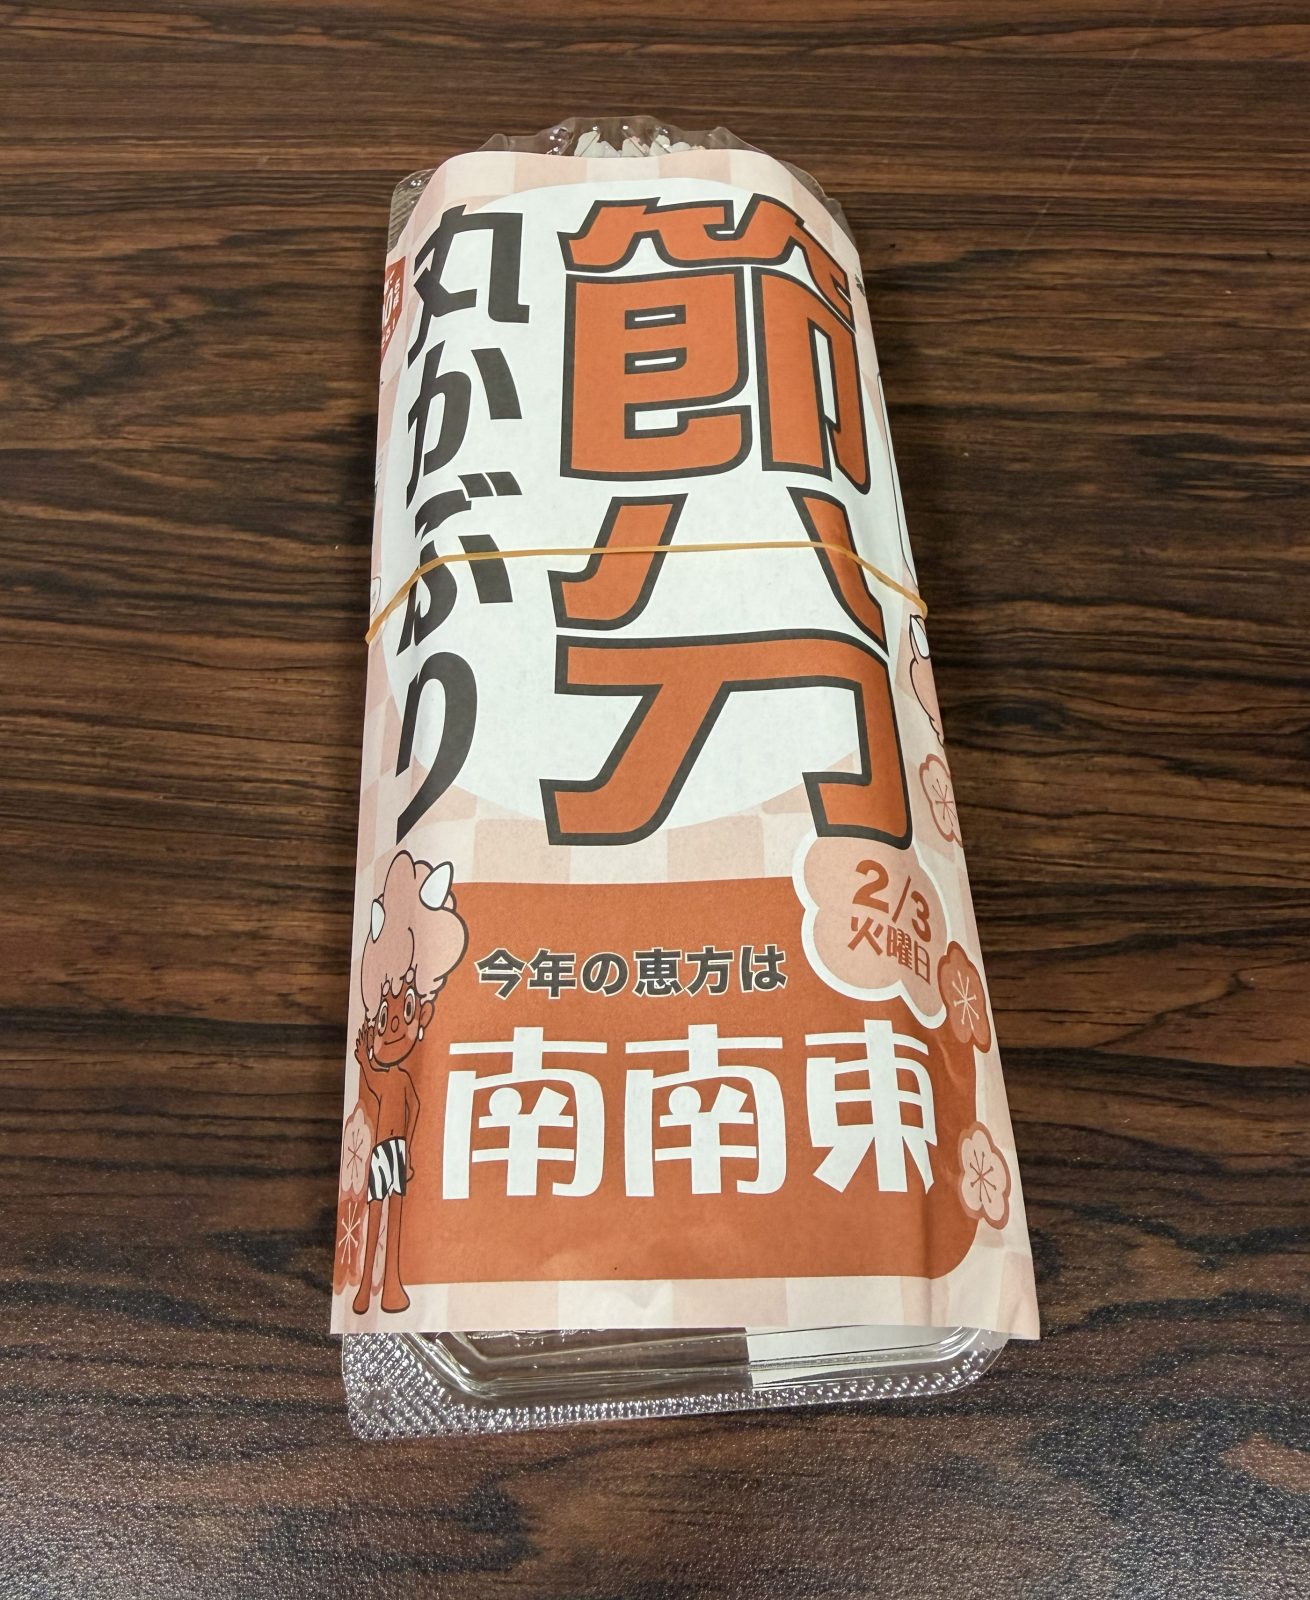 節分
丸かぶり
2/3
火曜日
今年の恵方は
南南東